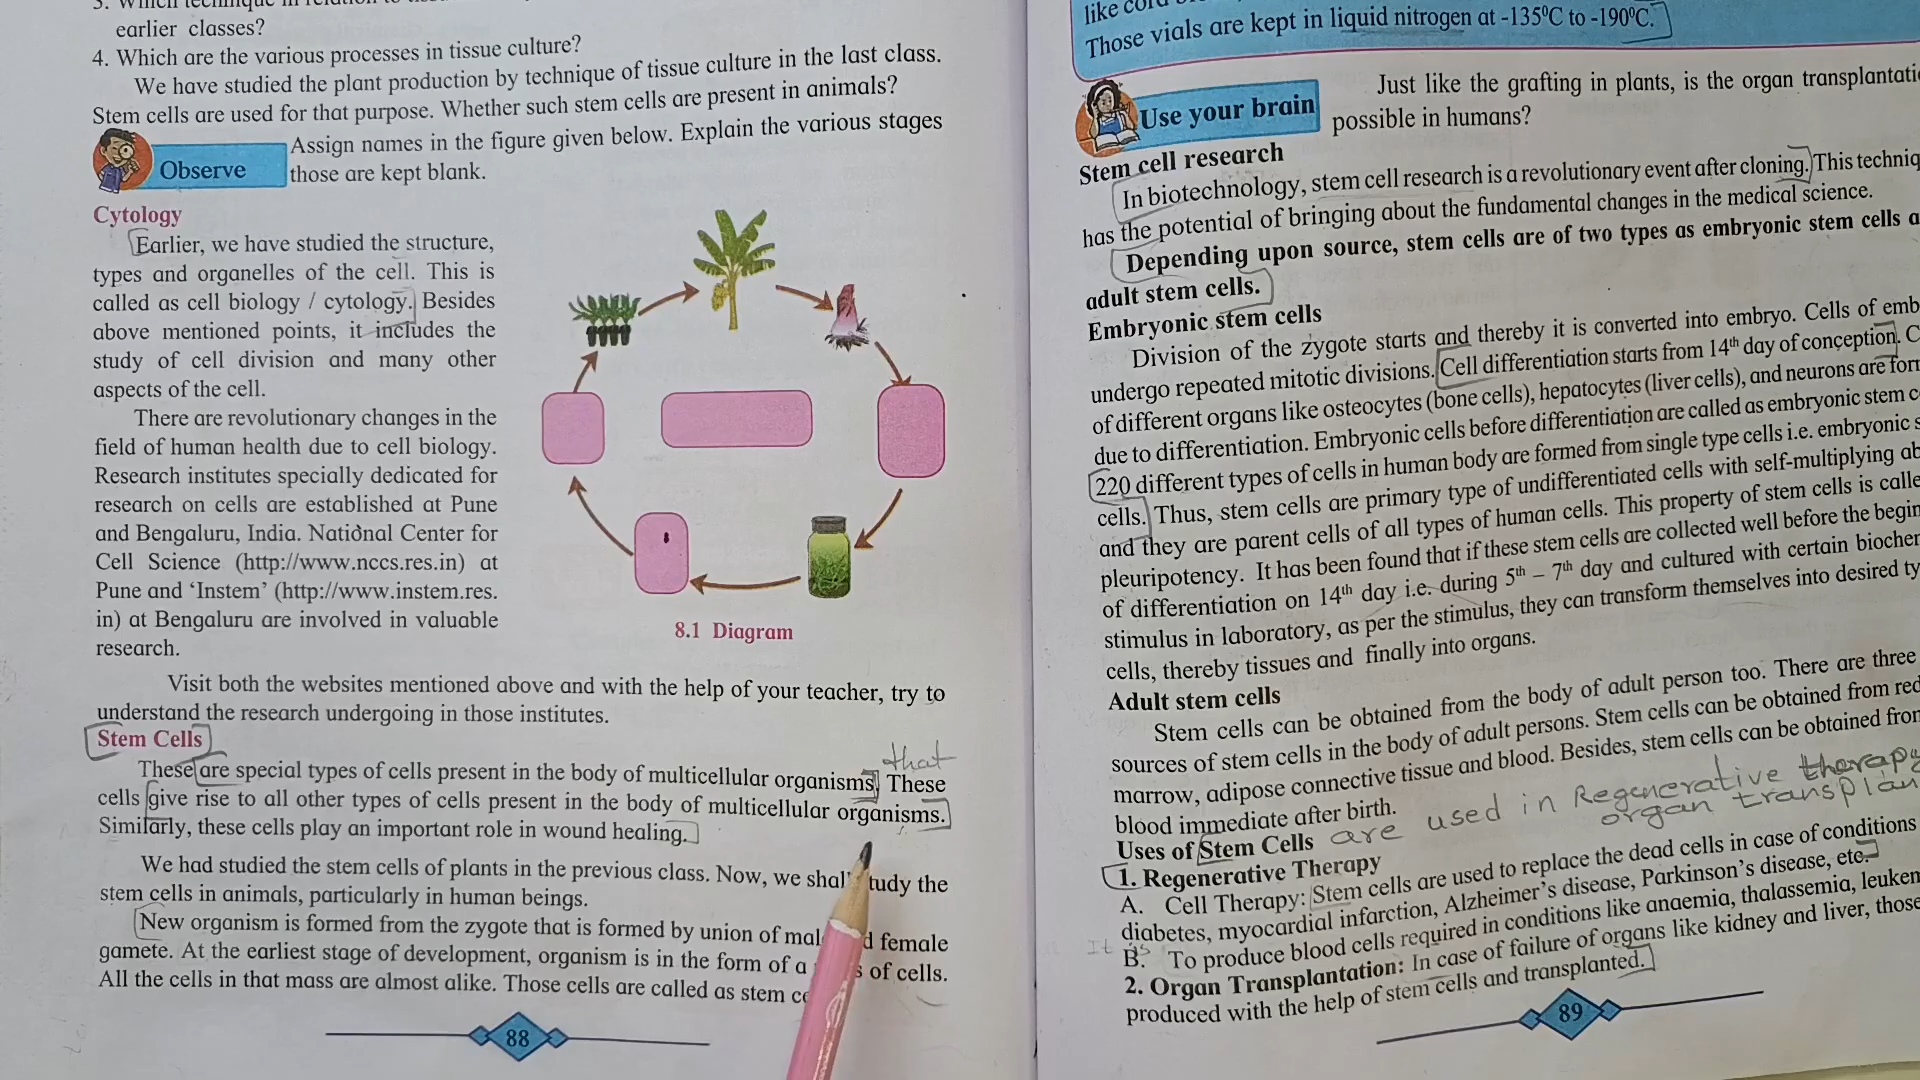 3. Which technique in relation to
earlier classes?
4. Which are the various processes in tissue culture?
We have studied the plant production by technique of tissue culture in the last class.
Stem cells are used for that purpose. Whether such stem cells are present in animals?
Observe
Assign names in the figure given below. Explain the various stages
those are kept blank.
Cytology
Earlier, we have studied the structure,
types and organelles of the cell. This is
called as cell biology / cytology. Besides
above mentioned points, it includes the
study of cell division and many other
aspects of the cell.
There are revolutionary changes in the
field of human health due to cell biology.
Research institutes specially dedicated for
research on cells are established at Pune
and Bengaluru, India. National Center for
Cell Science (http://www.nccs.res.in) at
Pune and ‘Instem’ (http://www.instem.res.
in) at Bengaluru are involved in valuable
research.
8.1 Diagram
Visit both the websites mentioned above and with the help of your teacher, try to
understand the research undergoing in those institutes.
Stem Cells
that
These are special types of cells present in the body of multicellular organisms. These
cells give rise to all other types of cells present in the body of multicellular organisms.
Similarly, these cells play an important role in wound healing.
We had studied the stem cells of plants in the previous class. Now, we shall study the
stem cells in animals, particularly in human beings.
New organism is formed from the zygote that is formed by union of male female
gamete. At the earliest stage of development, organism is in the form of a of cells.
All the cells in that mass are almost alike. Those cells are called as stem
88
like
Those vials are kept in liquid nitrogen at -135⁰C to -190⁰C.
Use your brain
Just like the grafting in plants, is the organ
possible in humans?
Stem cell research
In biotechnology, stem cell research is a revolutionary event after cloning. This
has the potential of bringing about the fundamental changes in the medical science.
Depending upon source, stem cells are of two types as embryonic stem cells
adult stem cells.
Embryonic stem cells
Division of the zygote starts and thereby it is converted into embryo. Cells of
undergo repeated mitotic divisions. Cell differentiation starts from 14th day of conception.
of different organs like osteocytes (bone cells), hepatocytes (liver cells), and neurons are
due to differentiation. Embryonic cells before differentiation are called as embryonic stem
220 different types of cells in human body are formed from single type cells i.e. embryonic
cells. Thus, stem cells are primary type of undifferentiated cells with self-multiplying
and they are parent cells of all types of human cells. This property of stem cells is
pleuripotency. It has been found that if these stem cells are collected well before the
of differentiation on 14th day i.e. during 5th – 7th day and cultured with certain
stimulus in laboratory, as per the stimulus, they can transform themselves into desired
cells, thereby tissues and finally into organs.
Adult stem cells
Stem cells can be obtained from the body of adult person too. There are three
sources of stem cells in the body of adult persons. Stem cells can be obtained from red
marrow, adipose connective tissue and blood. Besides, stem cells can be obtained
blood immediate after birth.
Uses of Stem Cells are used in Regenerative therapy
organ transplan
1. Regenerative Therapy
A. Cell Therapy: Stem cells are used to replace the dead cells in case of conditions
diabetes, myocardial infarction, Alzheimer’s disease, Parkinson’s disease, etc.
It is B. To produce blood cells required in conditions like anaemia, thalassemia,
2. Organ Transplantation: In case of failure of organs like kidney and liver, those
produced with the help of stem cells and transplanted.
89